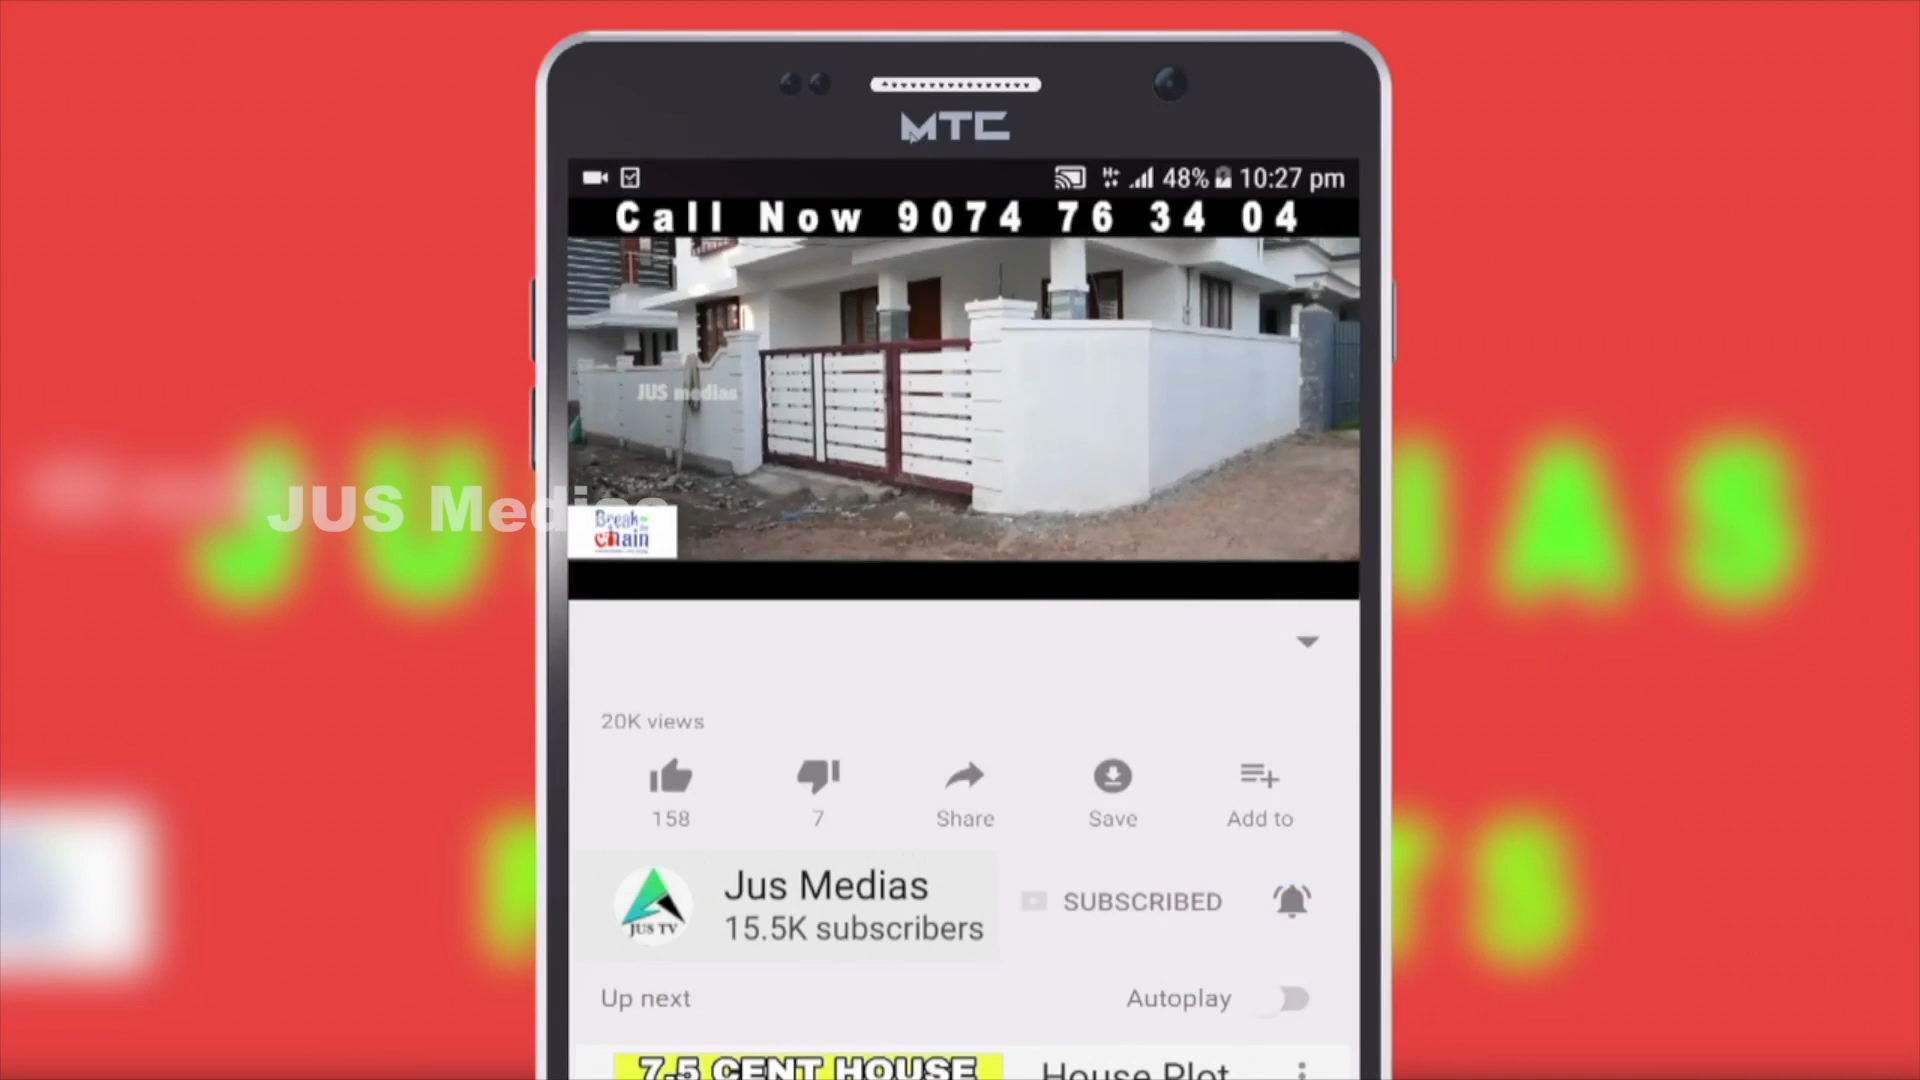 MTC
48% 10:27 pm
Call Now 9074 76 34 04
JUS medias
JUS Medias
Break
chain
20K views
158
7
Share
Save
Add to
Jus Medias
15.5K subscribers
JUS TV
SUBSCRIBED
Up next
Autoplay
7.5 CENT HOUSE
House Plot